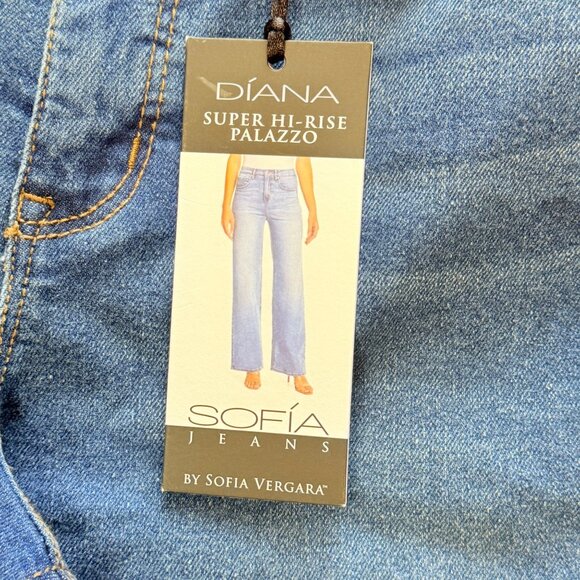 DÍANA
SUPER HI-RISE
PALAZZO
SOFÍA
JEANS
BY SOFIA VERGARA™